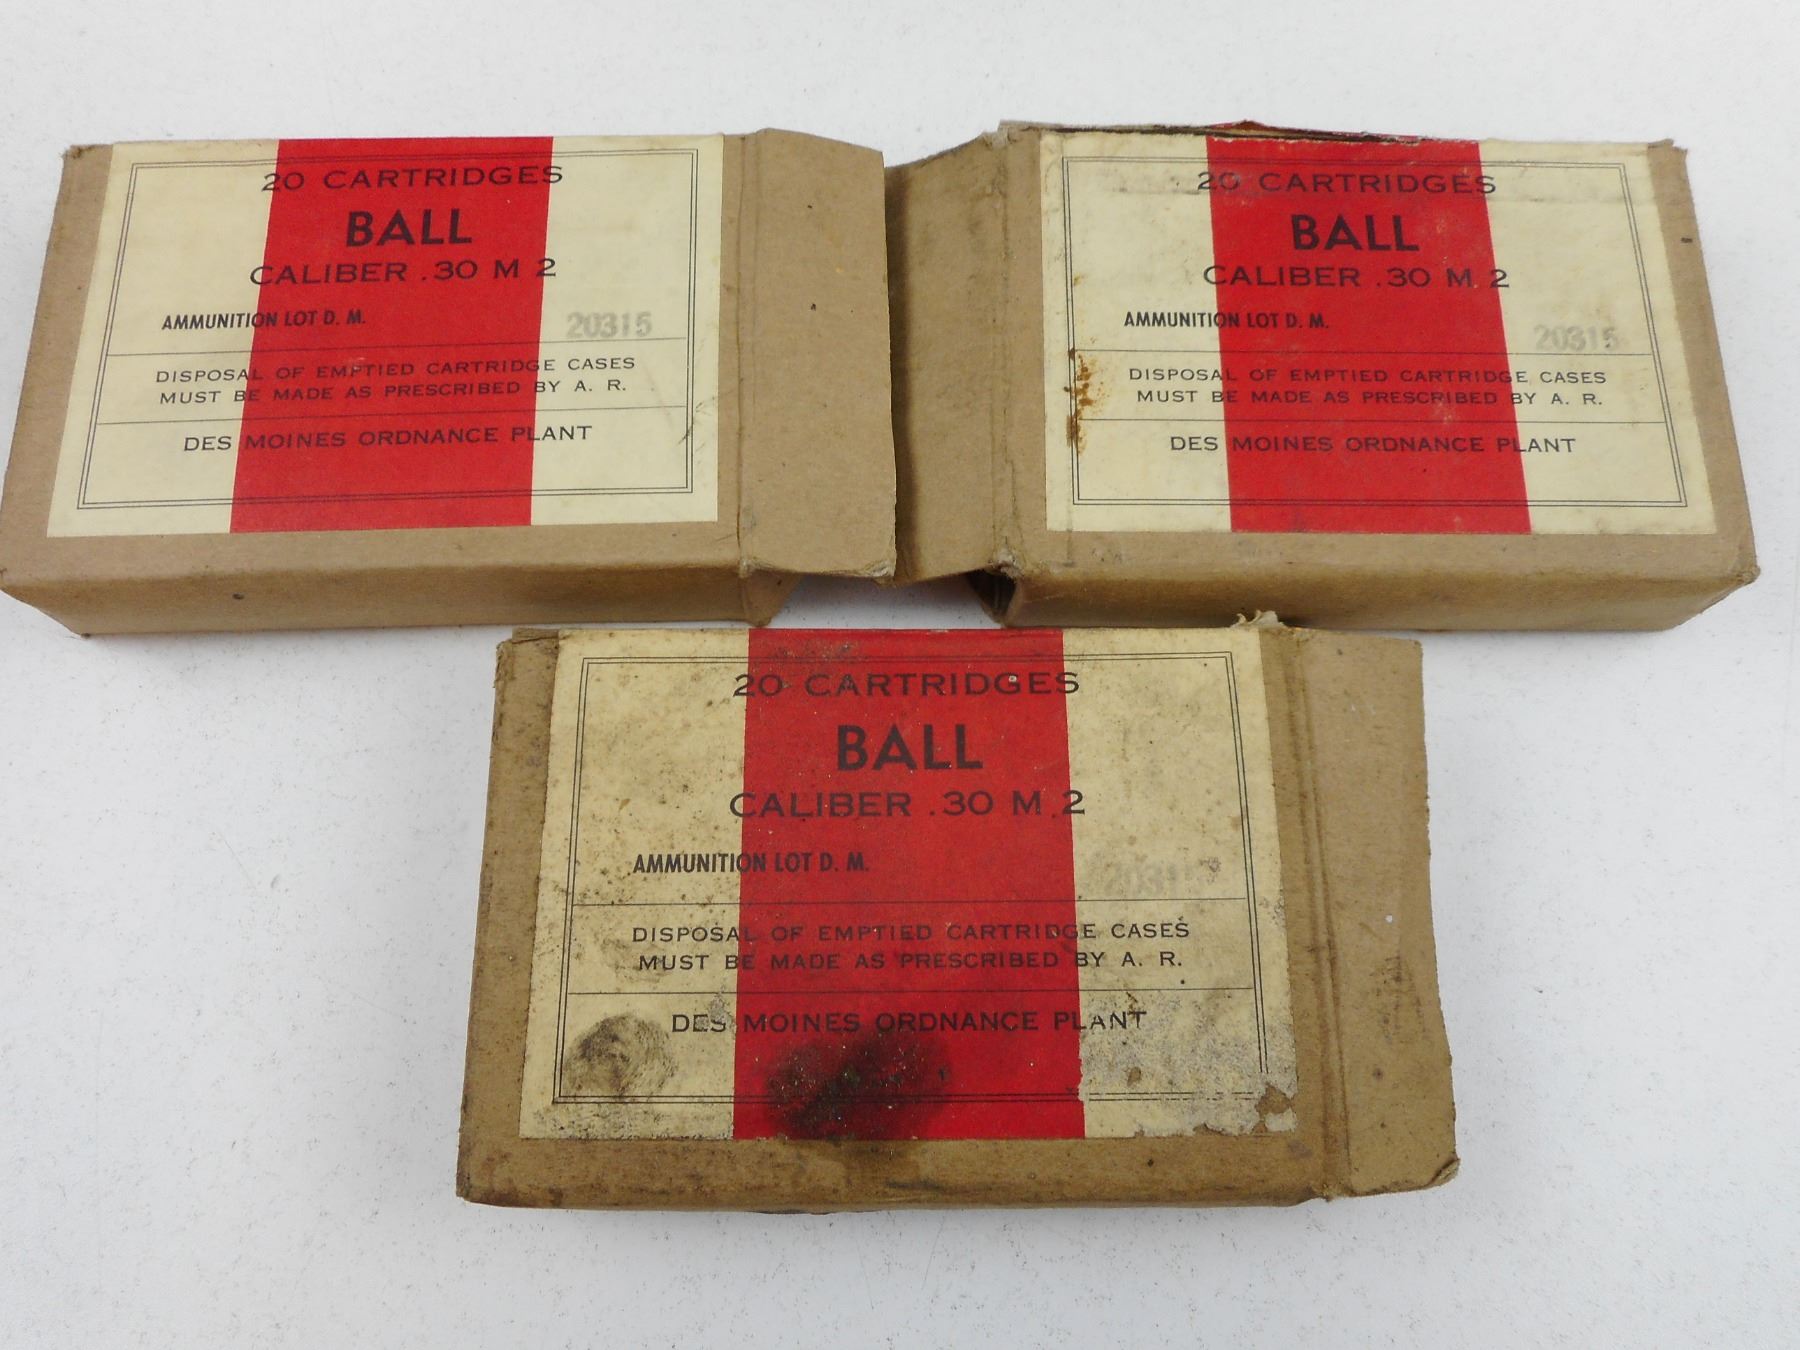 20 CARTRIDGES
BALL
CALIBER .30 M 2
AMMUNITION LOT D. M. 20315
DISPOSAL OF EMPTIED CARTRIDGE CASES
MUST BE MADE AS PRESCRIBED BY A. R.
DES MOINES ORDNANCE PLANT
20 CARTRIDGES
BALL
CALIBER .30 M 2
AMMUNITION LOT D. M. 20315
DISPOSAL OF EMPTIED CARTRIDGE CASES
MUST BE MADE AS PRESCRIBED BY A. R.
DES MOINES ORDNANCE PLANT
20 CARTRIDGES
BALL
CALIBER .30 M 2
AMMUNITION LOT D. M. 20315
DISPOSAL OF EMPTIED CARTRIDGE CASES
MUST BE MADE AS PRESCRIBED BY A. R.
DES MOINES ORDNANCE PLANT